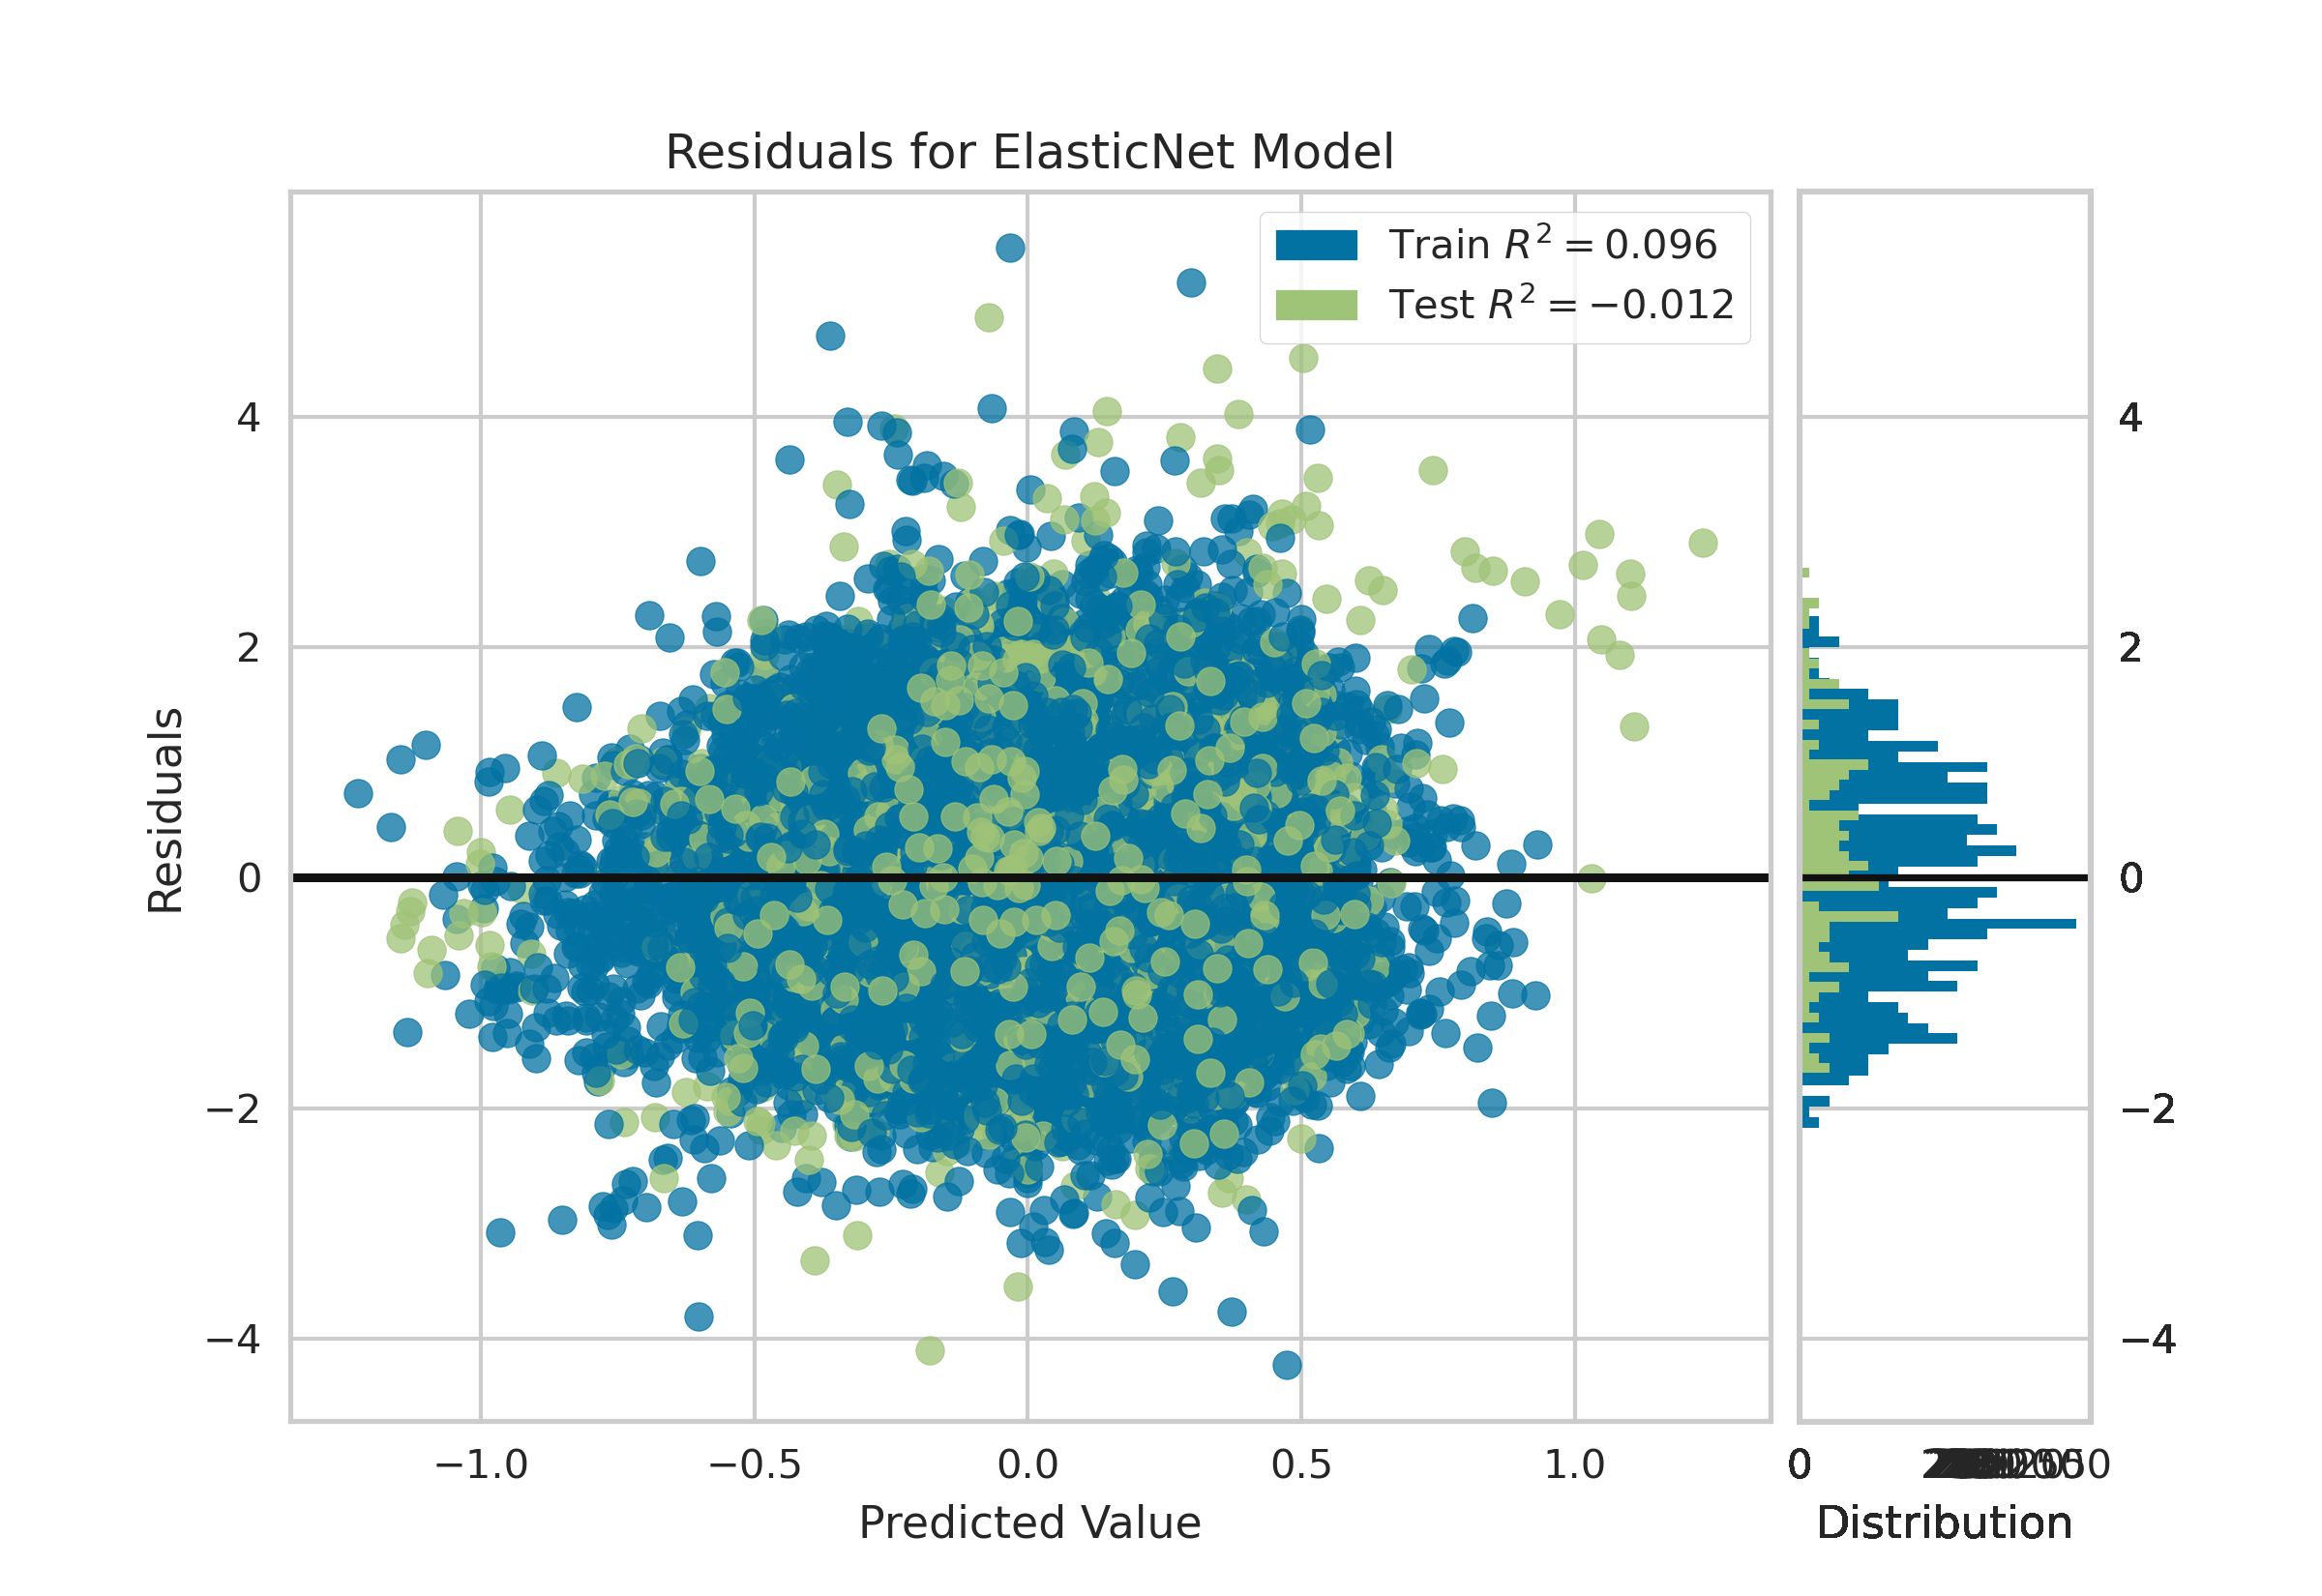 Residuals for ElasticNet Model
Train R² = 0.096
Test R² = −0.012
Residuals
4
2
0
−2
−4
4
2
0
−2
−4
−1.0
−0.5
0.0
0.5
1.0
0
Predicted Value
Distribution